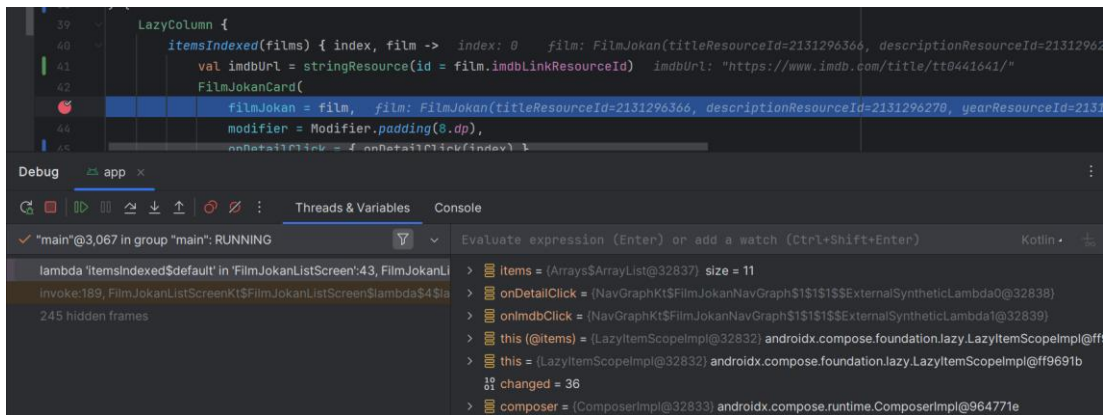 39 LazyColumn {
40 itemsIndexed(films) { index, film -> index: 0 film: FilmJokan(titleResourceId=2131296366, descriptionResourceId=21312962
41 val imdbUrl = stringResource(id = film.imdbLinkResourceId) imdbUrl: "https://www.imdb.com/title/tt0441641/"
42 FilmJokanCard(
filmJokan = film, film: FilmJokan(titleResourceId=2131296366, descriptionResourceId=2131296270, yearResourceId=2131
44 modifier = Modifier.padding(8.dp),
45 onDetailClick = { onDetailClick(index) }
Debug app
Threads & Variables Console
"main"@3,067 in group "main": RUNNING
Evaluate expression (Enter) or add a watch (Ctrl+Shift+Enter) Kotlin
lambda 'itemsIndexed$default' in 'FilmJokanListScreen':43, FilmJokanLi
invoke:189, FilmJokanListScreenKt$FilmJokanListScreen$lambda$4$la
245 hidden frames
items = {Arrays$ArrayList@32837} size = 11
onDetailClick = {NavGraphKt$FilmJokanNavGraph$1$1$1$$ExternalSyntheticLambda0@32838}
onImdbClick = {NavGraphKt$FilmJokanNavGraph$1$1$1$$ExternalSyntheticLambda1@32839}
this (@items) = {LazyItemScopeImpl@32832} androidx.compose.foundation.lazy.LazyItemScopeImpl@ff9
this = {LazyItemScopeImpl@32832} androidx.compose.foundation.lazy.LazyItemScopeImpl@ff9691b
changed = 36
composer = {ComposerImpl@32833} androidx.compose.runtime.ComposerImpl@964771e